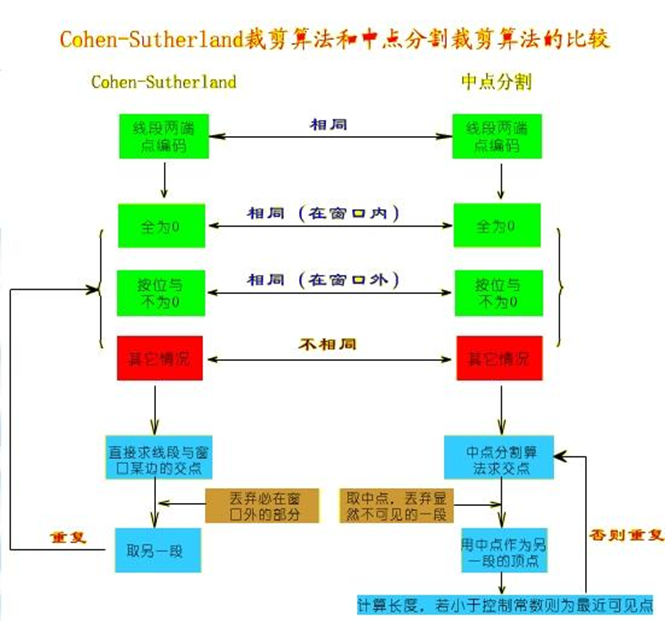 Cohen-Sutherland裁剪算法和中点分割裁剪算法的比较
Cohen-Sutherland
中点分割
线段两端
点编码
相同
线段两端
点编码
全为0
相同（在窗口内）
全为0
按位与
不为0
相同（在窗口外）
按位与
不为0
其它情况
不相同
其它情况
直接求线段与窗
口某边的交点
中点分割算
法求交点
丢弃必在窗
口外的部分
取中点，丢弃显
然不可见的一段
重复
取另一段
用中点作为另
一段的顶点
否则重复
计算长度，若小于控制常数则为最近可见点